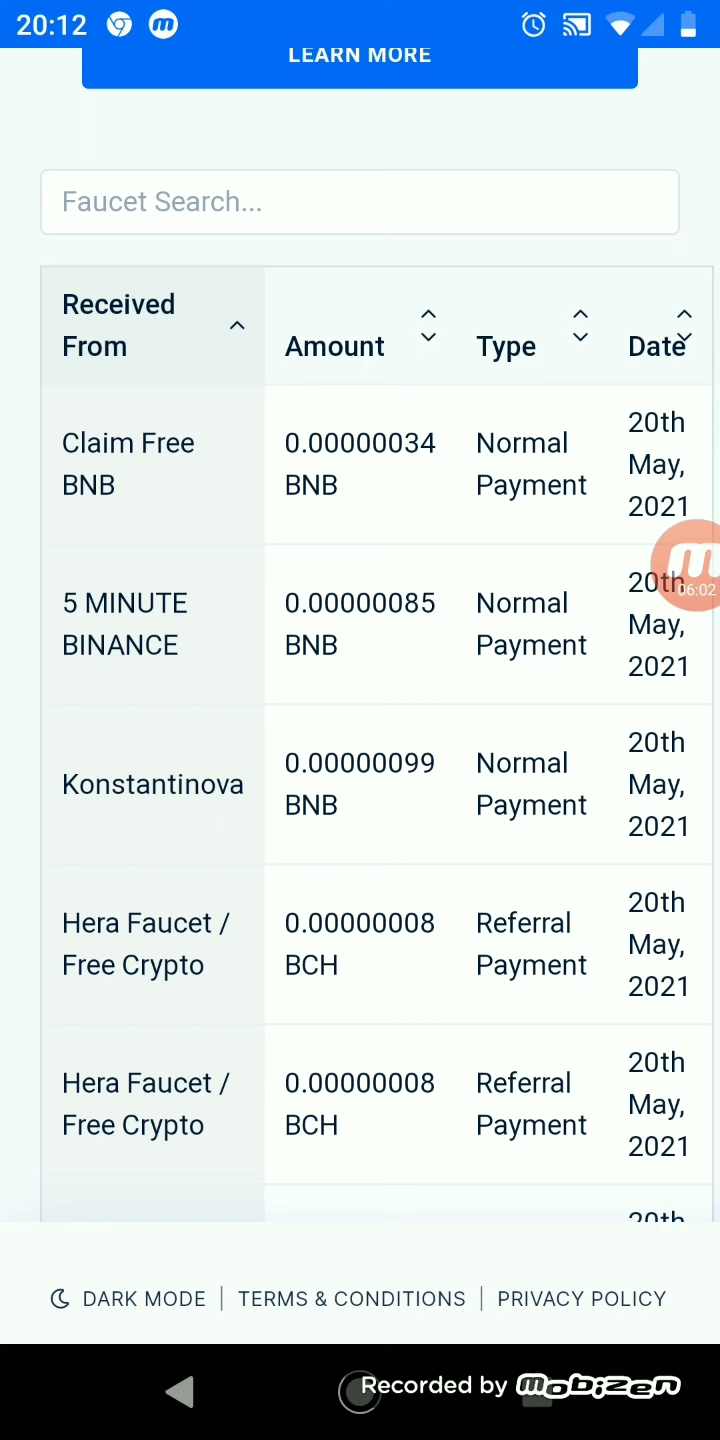 20:12
LEARN MORE
Faucet Search...
Received
From
Amount
Type
Date
Claim Free
BNB
0.00000034
BNB
Normal
Payment
20th
May,
2021
5 MINUTE
BINANCE
0.00000085
BNB
Normal
Payment
20th
May,
2021
06:02
Konstantinova
0.00000099
BNB
Normal
Payment
20th
May,
2021
Hera Faucet /
Free Crypto
0.00000008
BCH
Referral
Payment
20th
May,
2021
Hera Faucet /
Free Crypto
0.00000008
BCH
Referral
Payment
20th
May,
2021
20th
DARK MODE | TERMS & CONDITIONS | PRIVACY POLICY
Recorded by mobizen